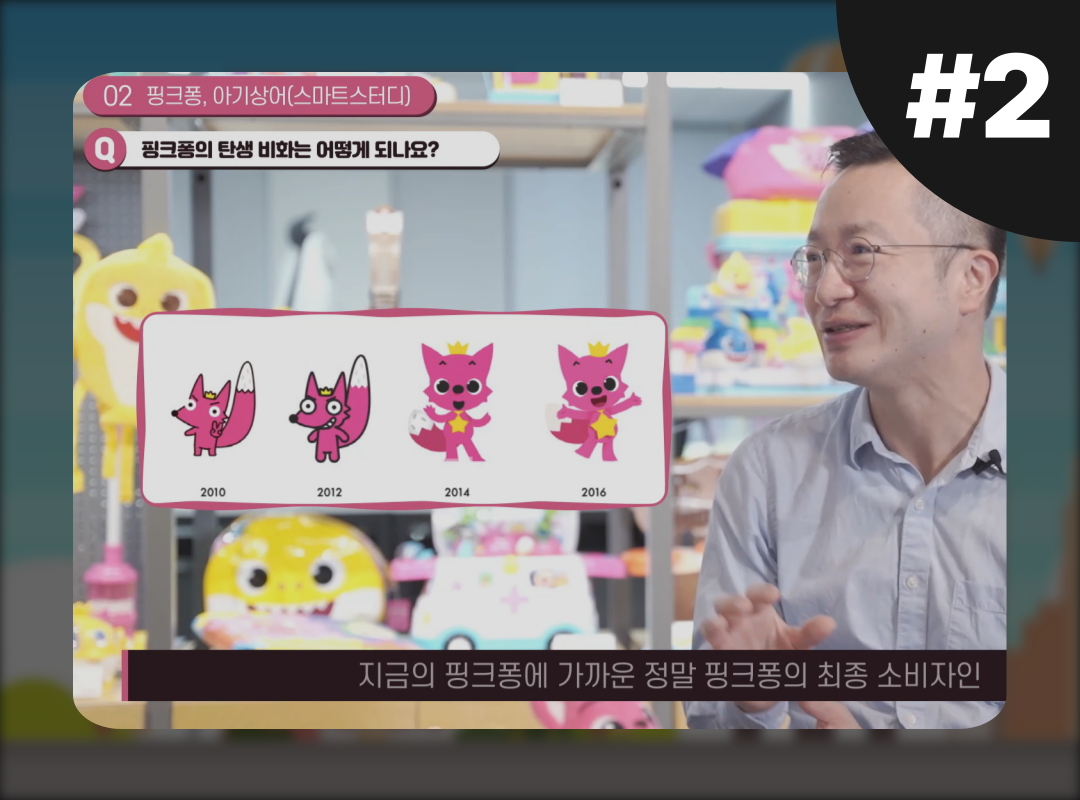 #2
02 핑크퐁, 아기상어(스마트스터디)
Q 핑크퐁의 탄생 비화는 어떻게 되나요?
2010 2012 2014 2016
지금의 핑크퐁에 가까운 정말 핑크퐁의 최종 소비자인